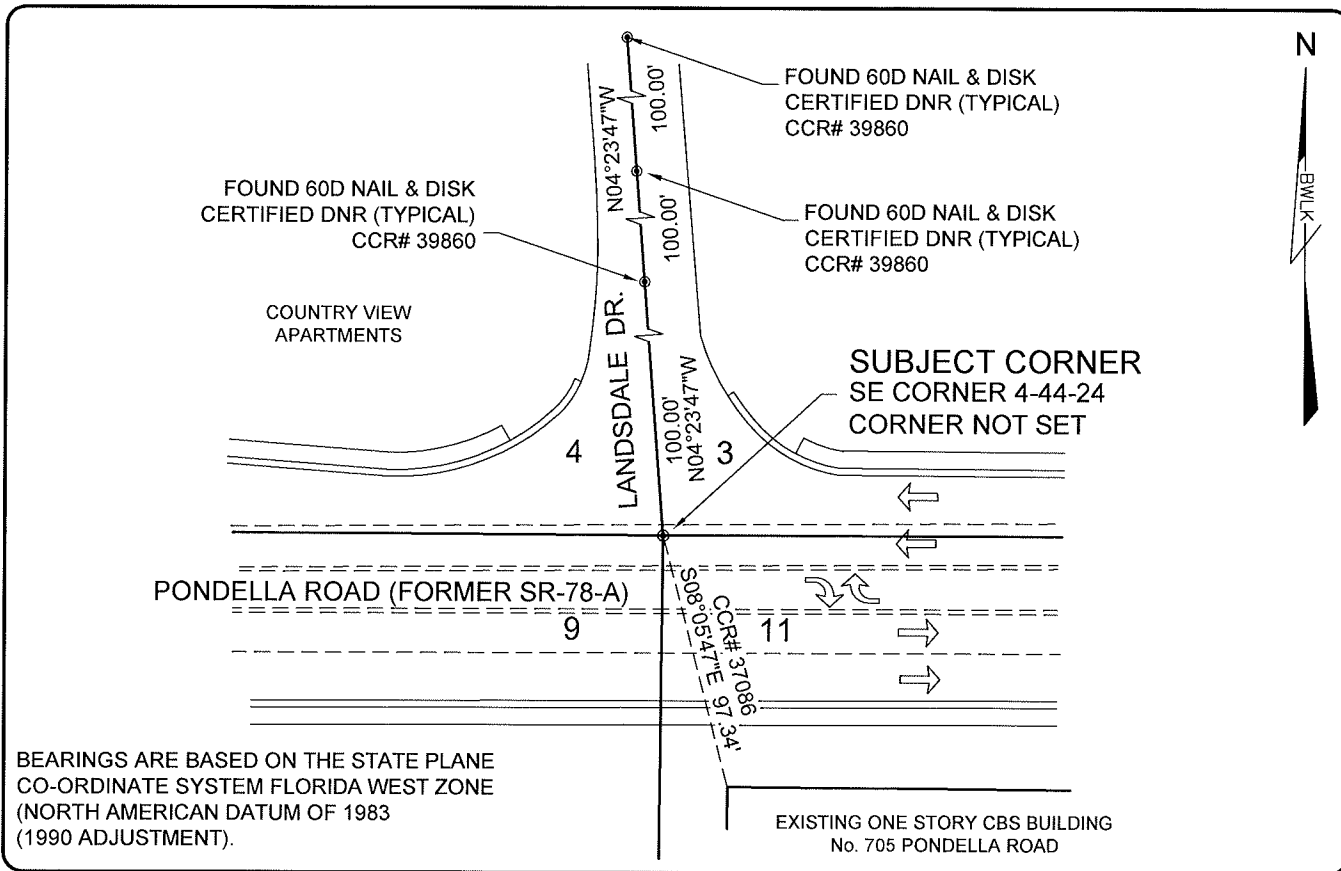 N
BWLK
FOUND 60D NAIL & DISK
CERTIFIED DNR (TYPICAL)
CCR# 39860
N04°23'47"W
100.00'
FOUND 60D NAIL & DISK
CERTIFIED DNR (TYPICAL)
CCR# 39860
FOUND 60D NAIL & DISK
CERTIFIED DNR (TYPICAL)
CCR# 39860
100.00'
COUNTRY VIEW
APARTMENTS
LANDSDALE DR.
100.00'
N04°23'47"W
SUBJECT CORNER
SE CORNER 4-44-24
CORNER NOT SET
4
3
PONDELLA ROAD (FORMER SR-78-A)
9
11
CCR# 37086
S08°05'47"E 97.34'
BEARINGS ARE BASED ON THE STATE PLANE
CO-ORDINATE SYSTEM FLORIDA WEST ZONE
(NORTH AMERICAN DATUM OF 1983
(1990 ADJUSTMENT).
EXISTING ONE STORY CBS BUILDING
No. 705 PONDELLA ROAD